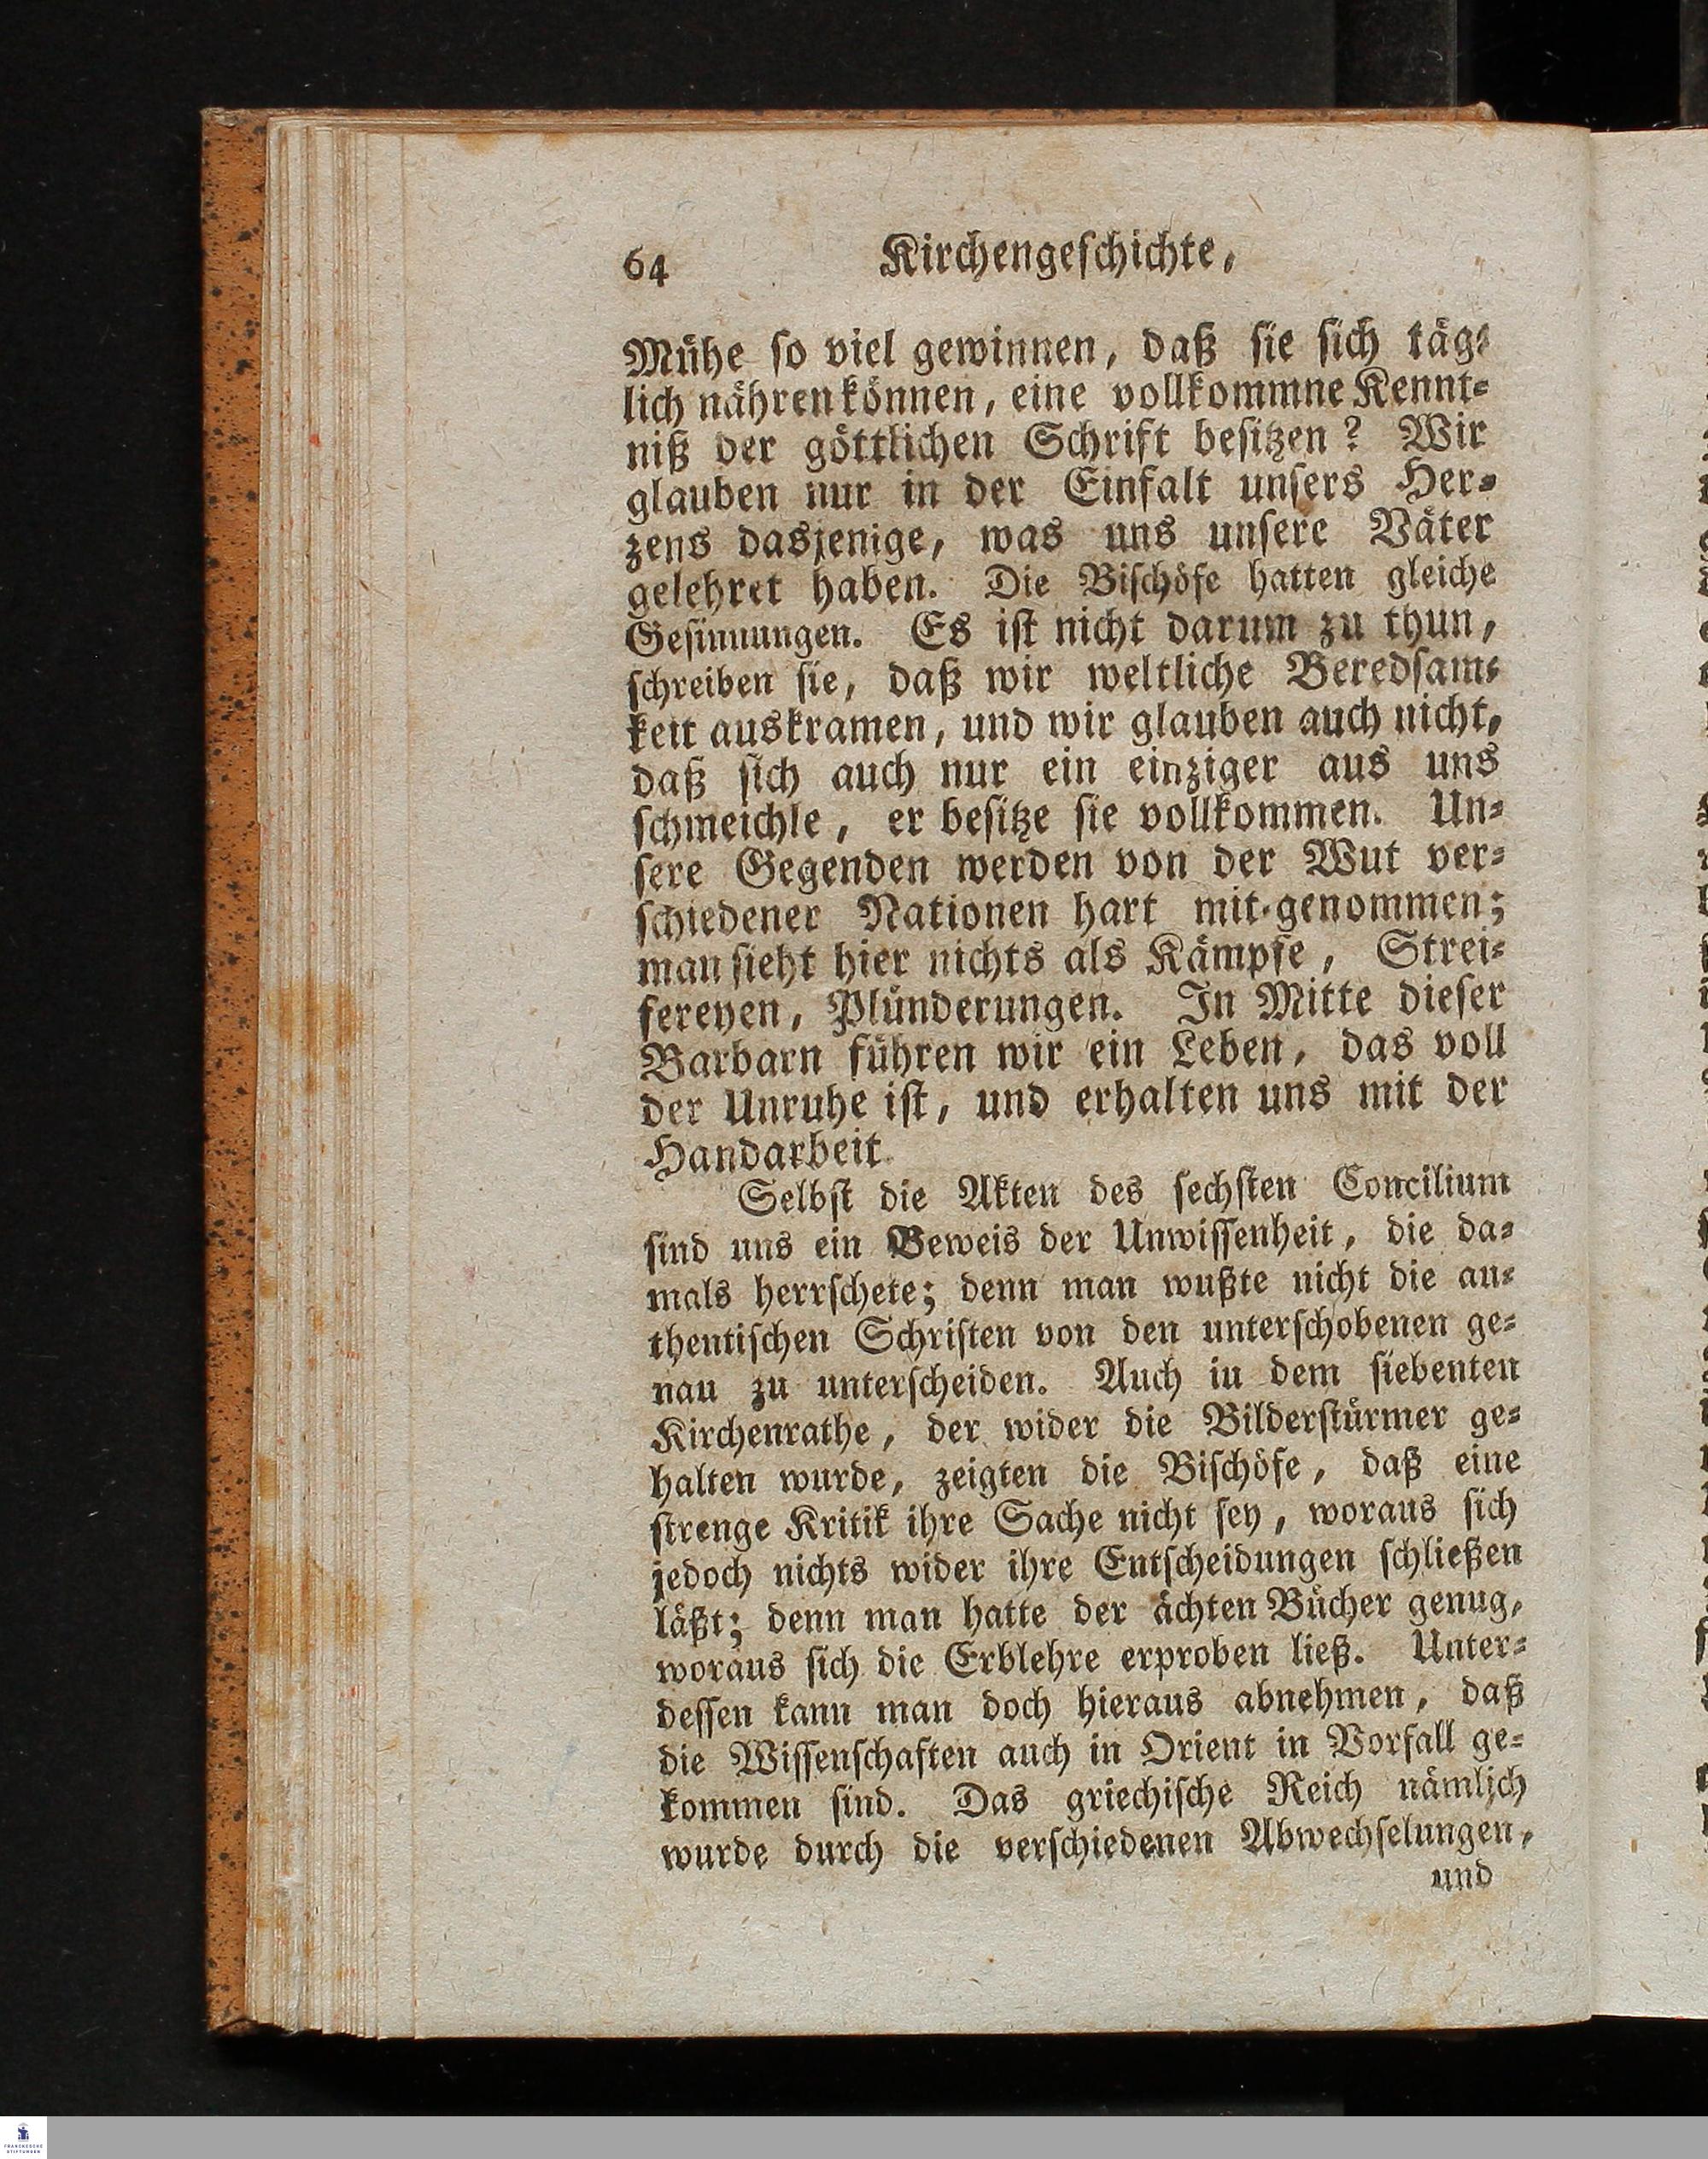 64 Kirchengeschichte,
Mühe so viel gewinnen, daß sie sich täg-
lich nähren können, eine vollkommne Kennt-
niß der göttlichen Schrift besitzen? Wir
glauben nur in der Einfalt unsers Her-
zens dasjenige, was uns unsere Väter
gelehret haben. Die Bischöfe hatten gleiche
Gesinnungen. Es ist nicht darum zu thun,
schreiben sie, daß wir weltliche Beredsam-
keit auskramen, und wir glauben auch nicht,
daß sich auch nur ein einziger aus uns
schmeichle, er besitze sie vollkommen. Un-
sere Gegenden werden von der Wut ver-
schiedener Nationen hart mit-genommen;
man sieht hier nichts als Kämpfe, Strei-
fereyen, Plünderungen. In Mitte dieser
Barbarn führen wir ein Leben, das voll
der Unruhe ist, und erhalten uns mit der
Handarbeit.
Selbst die Akten des sechsten Concilium
sind uns ein Beweis der Unwissenheit, die da-
mals herrschete; denn man wußte nicht die au-
thentischen Schriften von den unterschobenen ge-
nau zu unterscheiden. Auch in dem siebenten
Kirchenrathe, der wider die Bilderstürmer ge-
halten wurde, zeigten die Bischöfe, daß eine
strenge Kritik ihre Sache nicht sey, woraus sich
jedoch nichts wider ihre Entscheidungen schließen
läßt; denn man hatte der ächten Bücher genug,
woraus sich die Erblehre erproben ließ. Unter-
dessen kann man doch hieraus abnehmen, daß
die Wissenschaften auch in Orient in Vorfall ge-
kommen sind. Das griechische Reich nämlich
wurde durch die verschiedenen Abwechselungen,
und
FRANCKESCHE
STIFTUNGEN